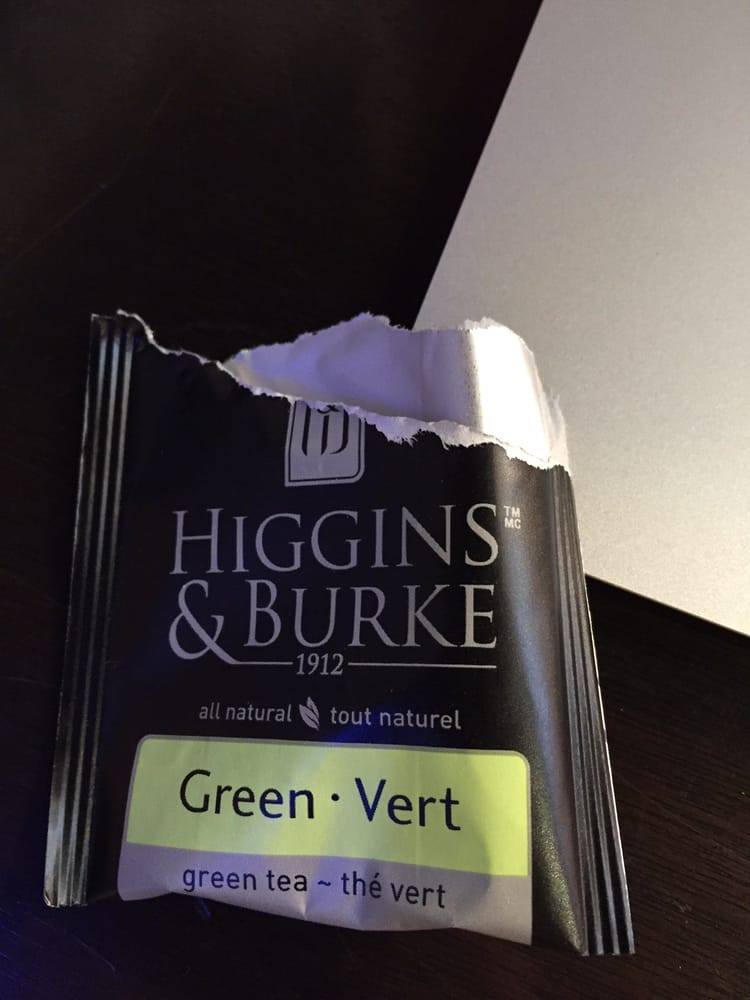 HIGGINS
& BURKE
TM
MC
1912
all natural tout naturel
Green · Vert
green tea ~ thé vert